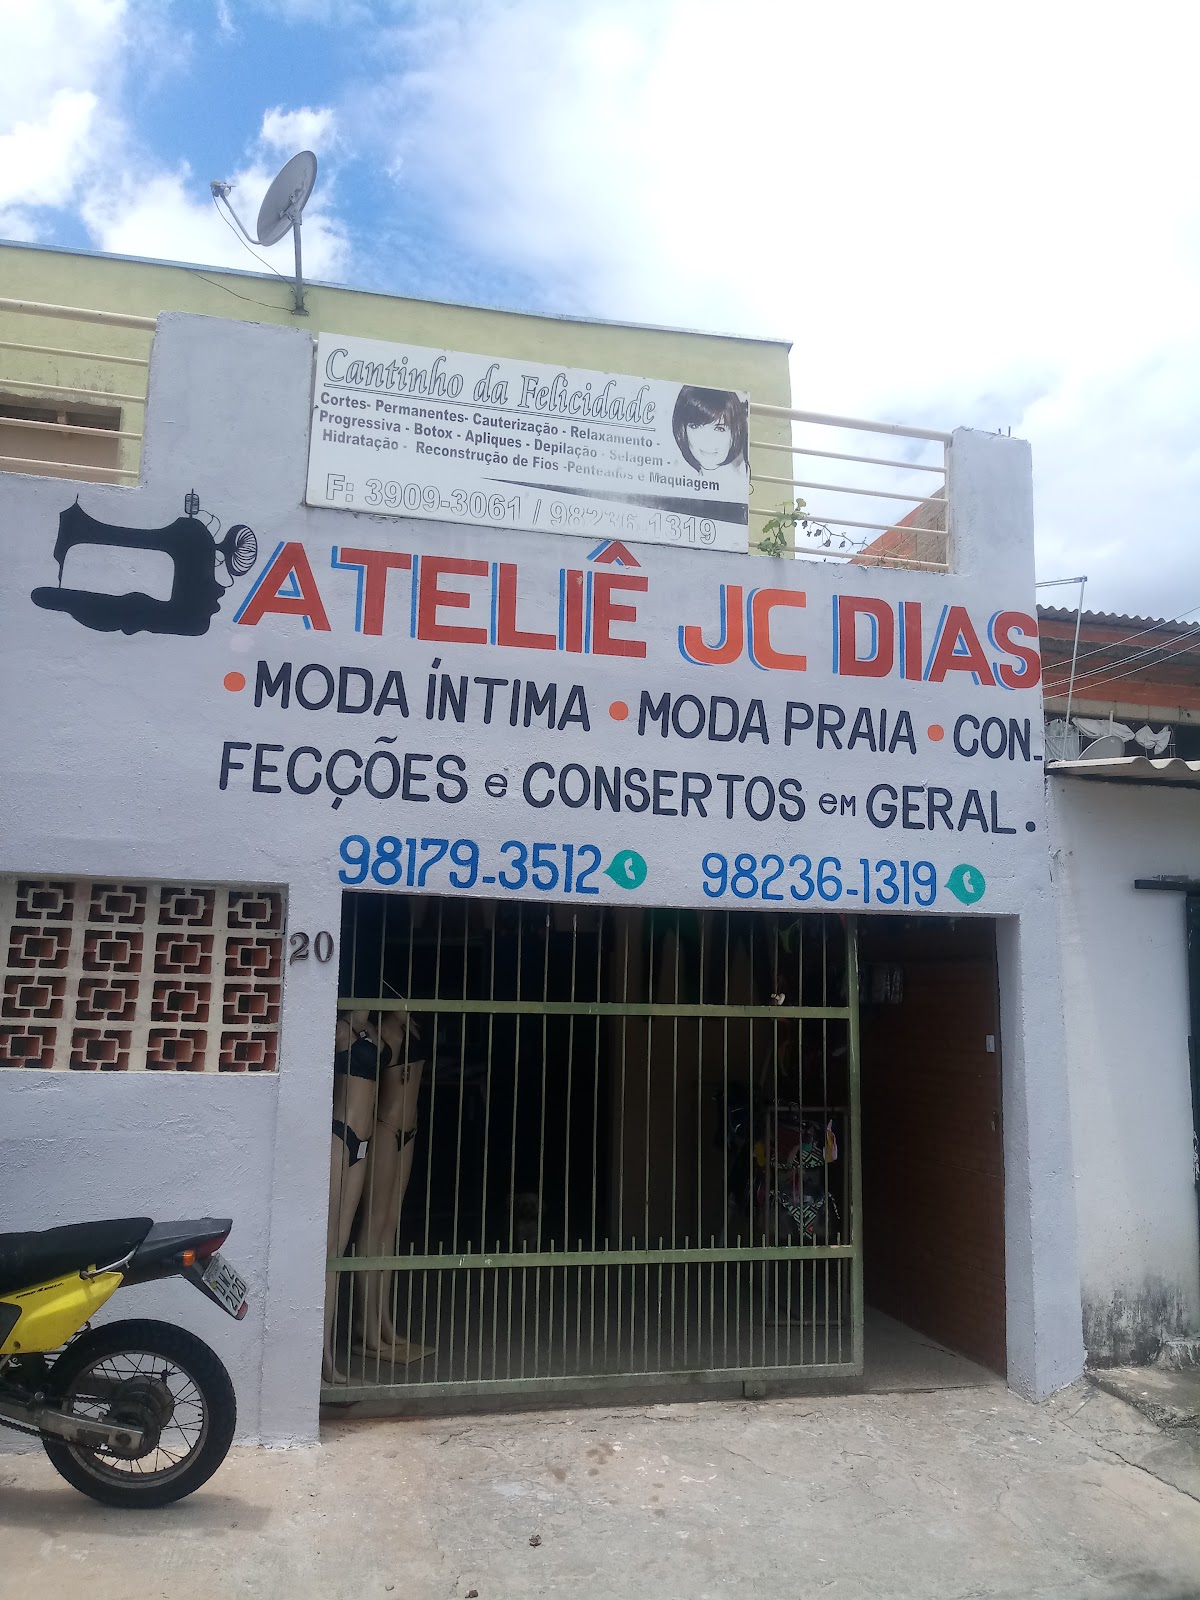 Cantinho da Felicidade
Cortes- Permanentes- Cauterização - Relaxamento -
Progressiva - Botox - Apliques - Depilação - Selagem -
Hidratação - Reconstrução de Fios -Penteados e Maquiagem
F: 3909-3061 / 98236-1319
ATELIÊ JC DIAS
• MODA ÍNTIMA • MODA PRAIA • CON-
FECÇÕES e CONSERTOS EM GERAL.
98179-3512 98236-1319
20
DWZ
2120